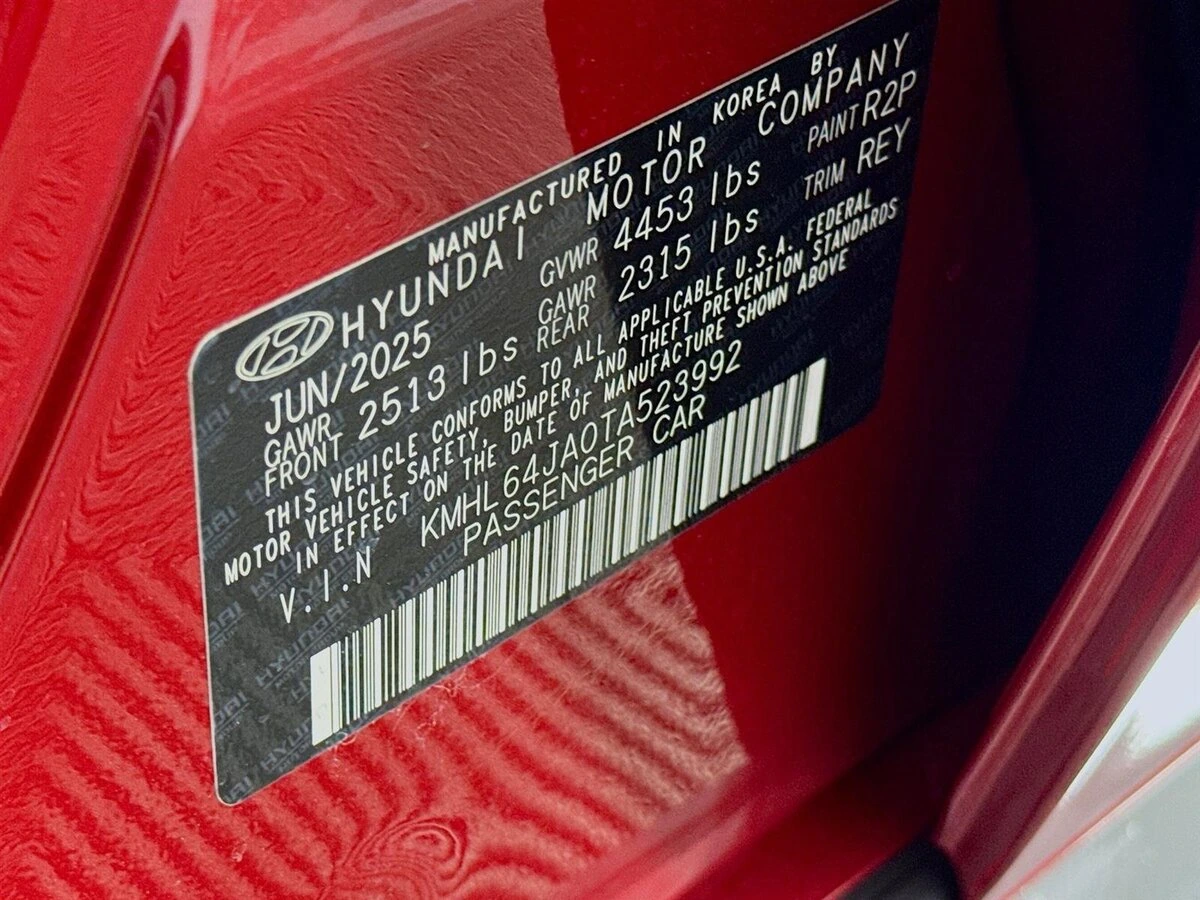 MANUFACTURED IN KOREA BY
HYUNDAI MOTOR COMPANY
JUN/2025 GVWR 4453 lbs PAINT R2P
GAWR FRONT 2513 lbs GAWR REAR 2315 lbs TRIM REY
THIS VEHICLE CONFORMS TO ALL APPLICABLE U.S.A. FEDERAL
MOTOR VEHICLE SAFETY, BUMPER, AND THEFT PREVENTION STANDARDS
IN EFFECT ON THE DATE OF MANUFACTURE SHOWN ABOVE
V.I.N KMHL64JA0TA523992
PASSENGER CAR